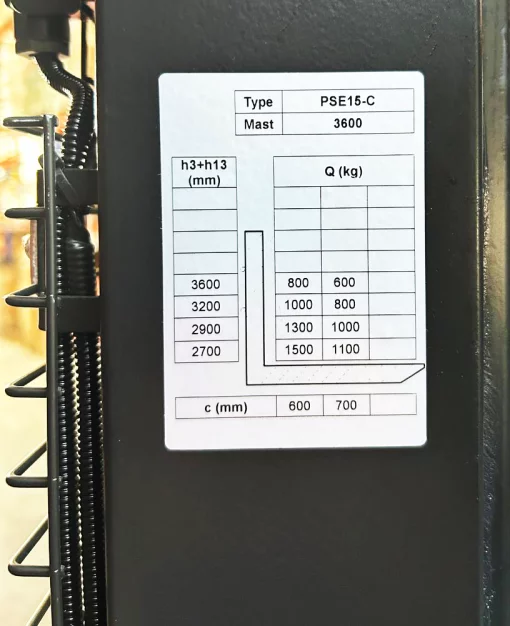 Type PSE15-C
Mast 3600
h3+h13 (mm) Q (kg)
3600 800 600
3200 1000 800
2900 1300 1000
2700 1500 1100
c (mm) 600 700